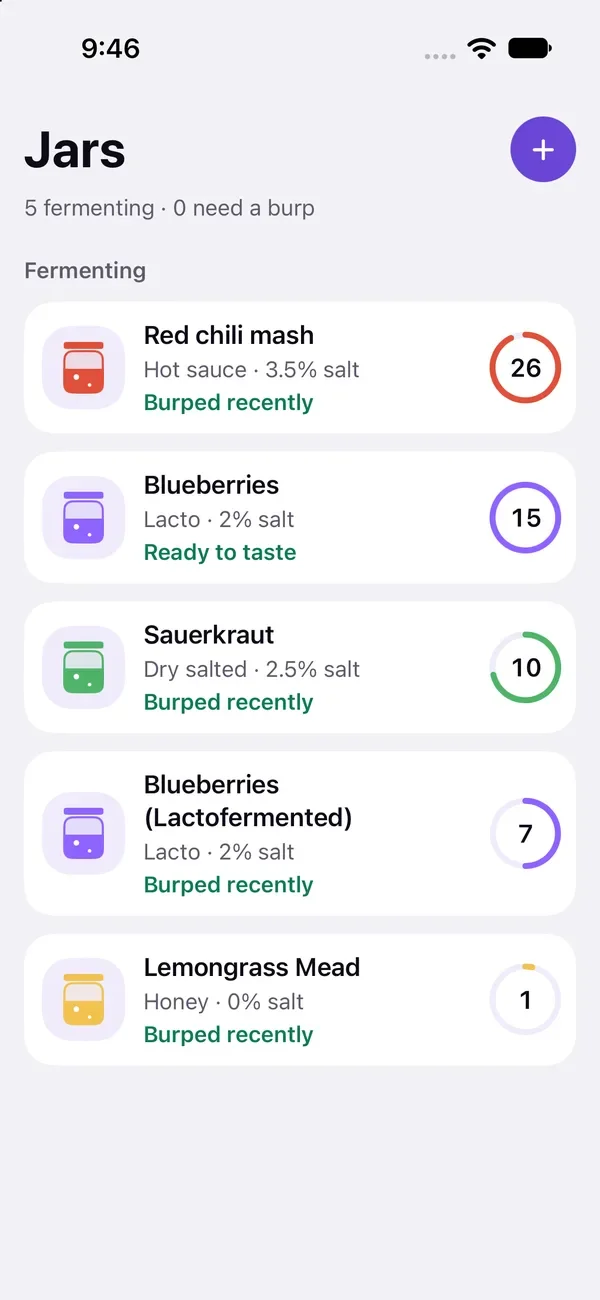 9:46
Jars
5 fermenting · 0 need a burp
Fermenting
Red chili mash
Hot sauce · 3.5% salt
Burped recently
26
Blueberries
Lacto · 2% salt
Ready to taste
15
Sauerkraut
Dry salted · 2.5% salt
Burped recently
10
Blueberries
(Lactofermented)
Lacto · 2% salt
Burped recently
7
Lemongrass Mead
Honey · 0% salt
Burped recently
1